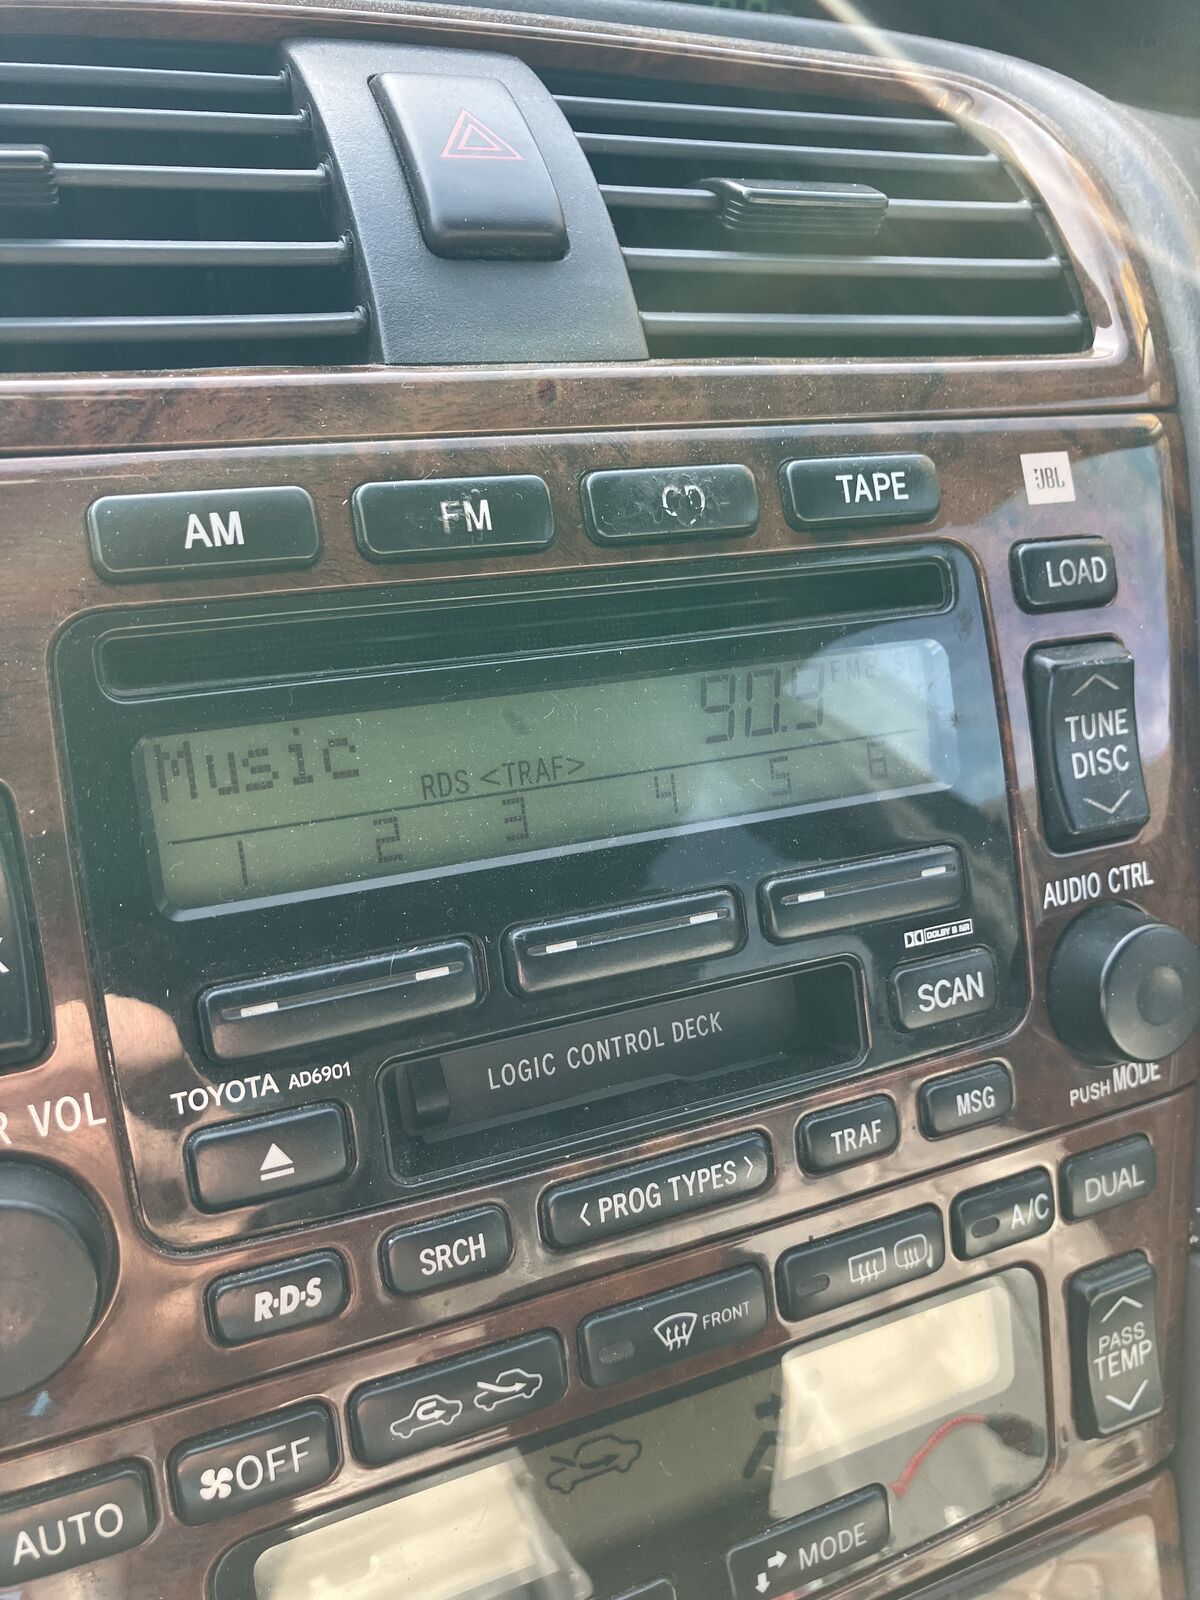 AM FM CD TAPE
JBL
LOAD
Music RDS <TRAF> 90.9 FM2
1 2 3 4 5 6
TUNE
DISC
AUDIO CTRL
DOLBY B NR
SCAN
LOGIC CONTROL DECK
TOYOTA AD6901
VOL
PUSH MODE
MSG
TRAF
< PROG TYPES >
SRCH
R·D·S
DUAL
A/C
FRONT
PASS
TEMP
OFF
AUTO
MODE